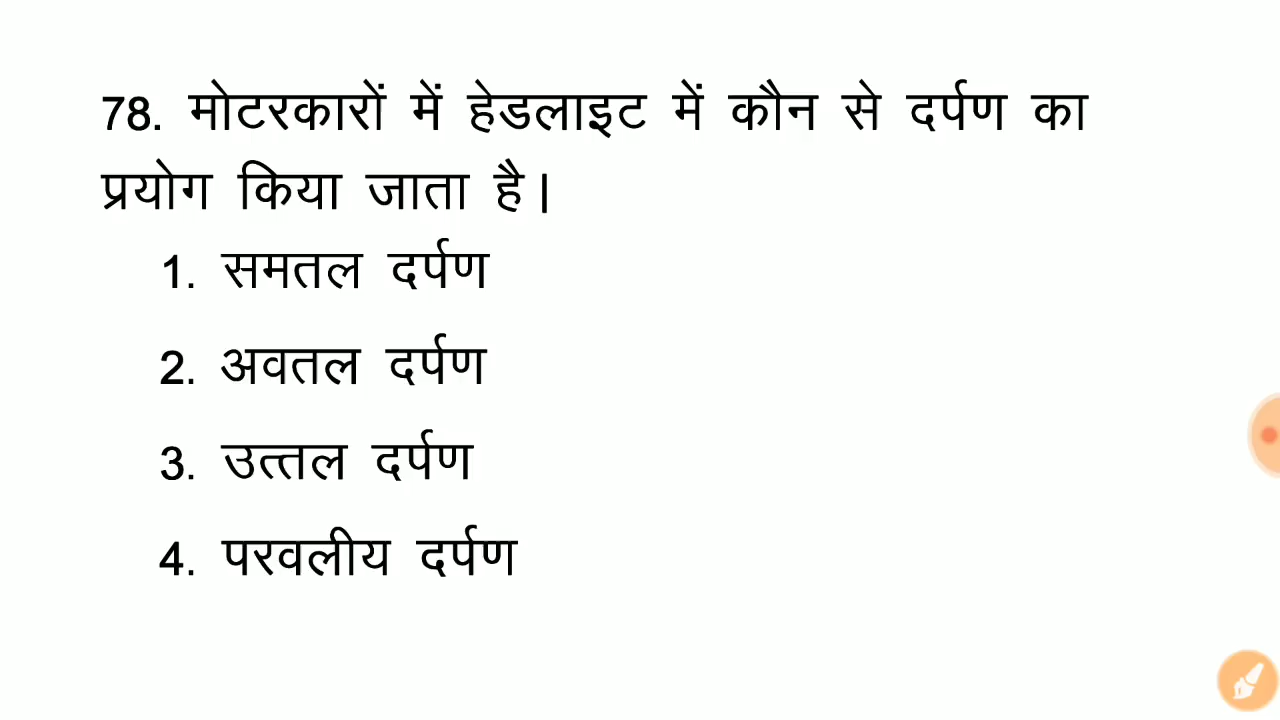 78. मोटरकारों में हेडलाइट में कौन से दर्पण का
प्रयोग किया जाता है|
1. समतल दर्पण
2. अवतल दर्पण
3. उत्तल दर्पण
4. परवलीय दर्पण